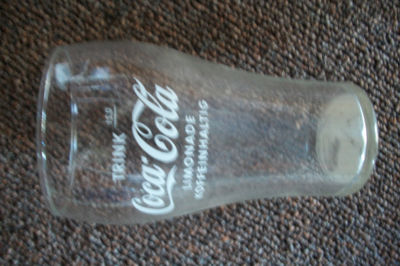 TRINK
Coca-Cola
LIMONADE
KOFFEINHALTIG